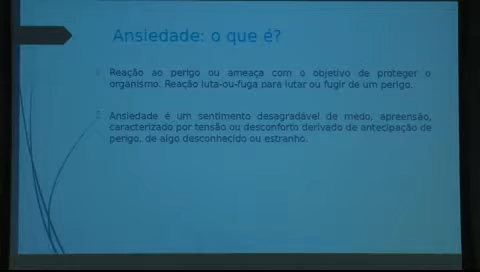 Ansiedade: o que é?
Reação ao perigo ou ameaça com o objetivo de proteger o
organismo. Reação luta-ou-fuga para lutar ou fugir de um perigo.
Ansiedade é um sentimento desagradável de medo, apreensão,
caracterizado por tensão ou desconforto derivado de antecipação de
perigo, de algo desconhecido ou estranho.